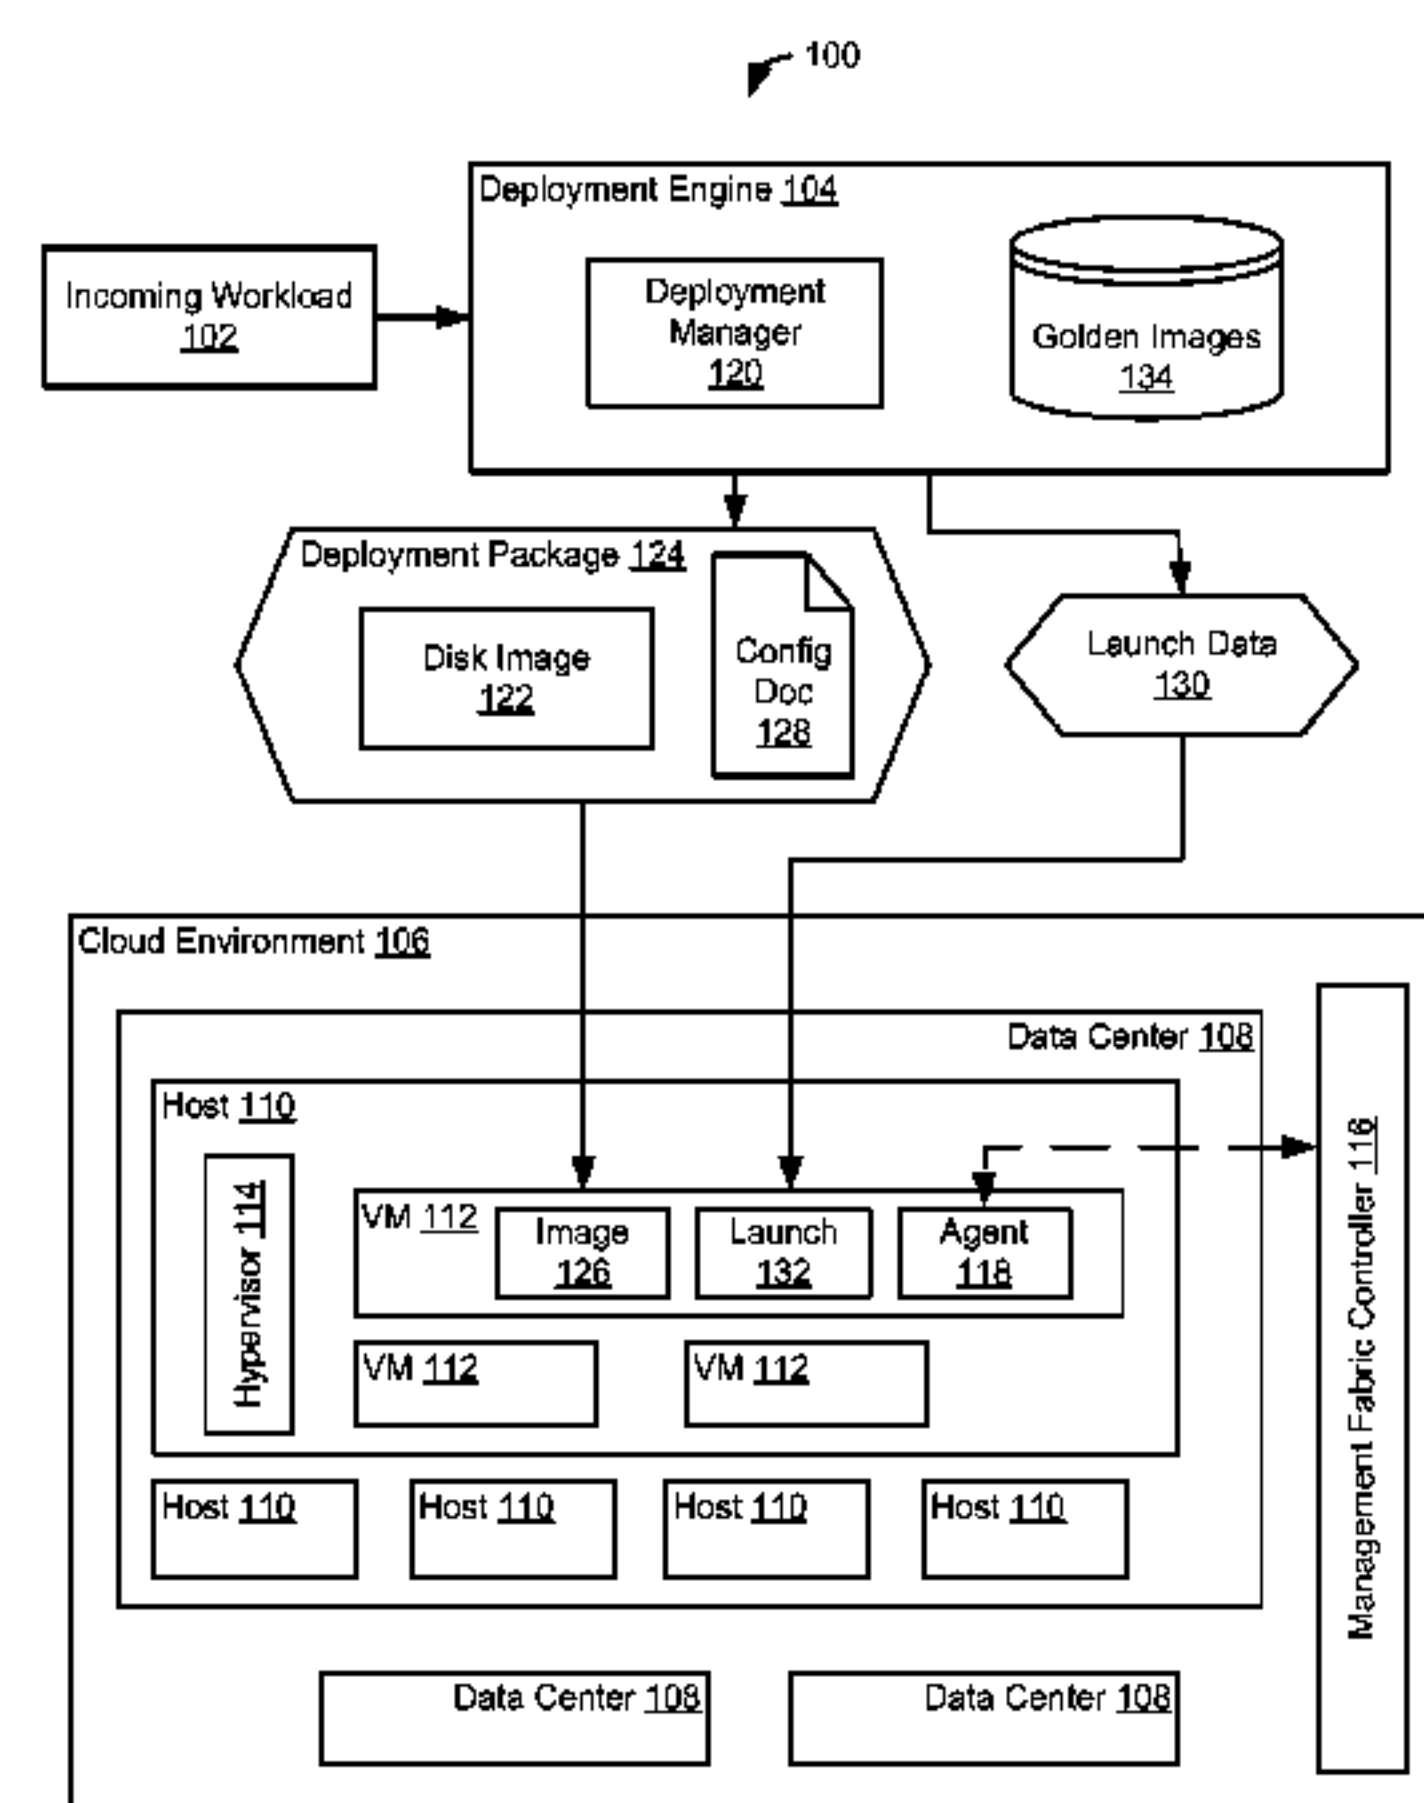 100
Deployment Engine 104
Incoming Workload
102
Deployment
Manager
120
Golden Images
134
Deployment Package 124
Disk Image
122
Config
Doc
128
Launch Data
130
Cloud Environment 106
Data Center 108
Host 110
Hypervisor 114
VM 112
Image
126
Launch
132
Agent
118
VM 112
VM 112
Host 110
Host 110
Host 110
Host 110
Management Fabric Controller 116
Data Center 108
Data Center 108